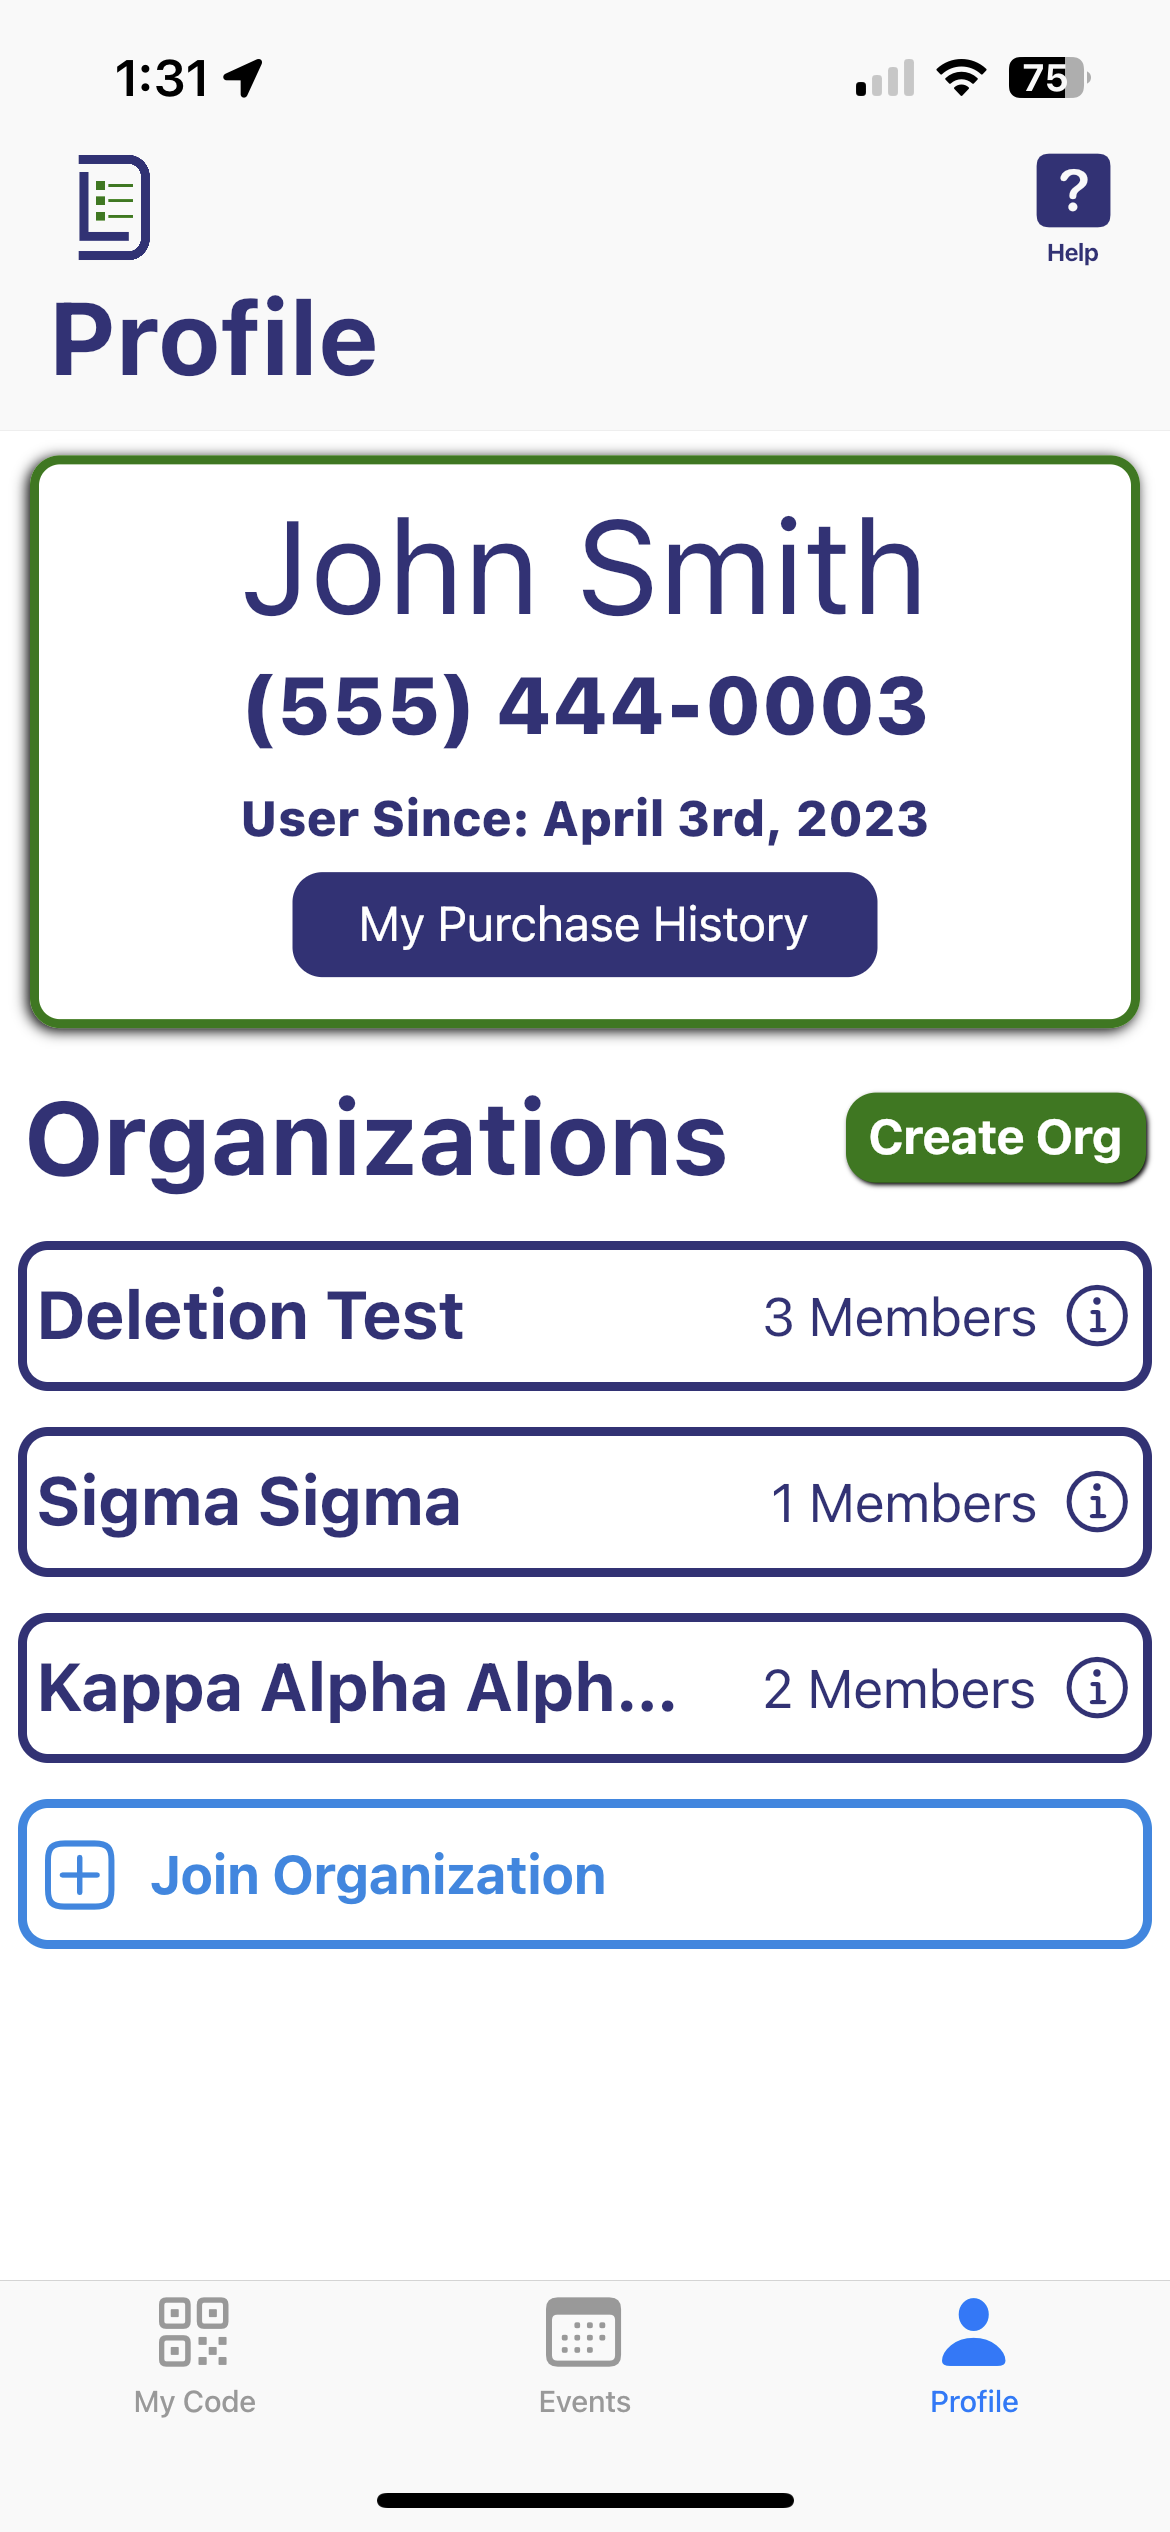 1:31
75
?
Help
Profile
John Smith
(555) 444-0003
User Since: April 3rd, 2023
My Purchase History
Organizations
Create Org
Deletion Test 3 Members
Sigma Sigma 1 Members
Kappa Alpha Alph... 2 Members
Join Organization
My Code Events Profile